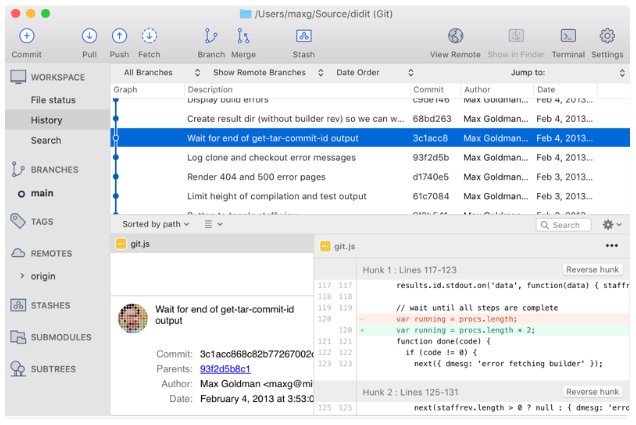 /Users/maxg/Source/didit (Git)
Commit Pull Push Fetch Branch Merge Stash View Remote Show in Finder Terminal Settings
WORKSPACE
File status
History
Search
BRANCHES
main
TAGS
REMOTES
origin
STASHES
SUBMODULES
SUBTREES
All Branches Show Remote Branches Date Order Jump to:
Graph Description Commit Author Date
Display build errors c9de146 Max Goldman... Feb 4, 2013...
Create result dir (without builder rev) so we can w... 68bd263 Max Goldman... Feb 4, 2013...
Wait for end of get-tar-commit-id output 3c1acc8 Max Goldman... Feb 4, 2013...
Log clone and checkout error messages 93f2d5b Max Goldman... Feb 4, 2013...
Render 404 and 500 error pages d1740e5 Max Goldman... Feb 3, 2013...
Limit height of compilation and test output 61c7084 Max Goldman... Feb 3, 2013...
Button to toggle staff view Max Goldman... Feb 3, 2013...
Sorted by path Search
git.js
Wait for end of get-tar-commit-id
output
Commit: 3c1acc868c82b77267002
Parents: 93f2d5b8c1
Author: Max Goldman <maxg@mi
Date: February 4, 2013 at 3:53:0
git.js
Hunk 1 : Lines 117-123 Reverse hunk
117 117 results.id.stdout.on('data', function(data) { staffr
118 118
119 119 // wait until all steps are complete
120 - var running = procs.length;
120 + var running = procs.length * 2;
121 121 function done(code) {
122 122 if (code != 0) {
123 123 next({ dmesg: 'error fetching builder' });
Hunk 2 : Lines 125-131 Reverse hunk
125 125 next(staffrev.length > 0 ? null : { dmesg: 'erro